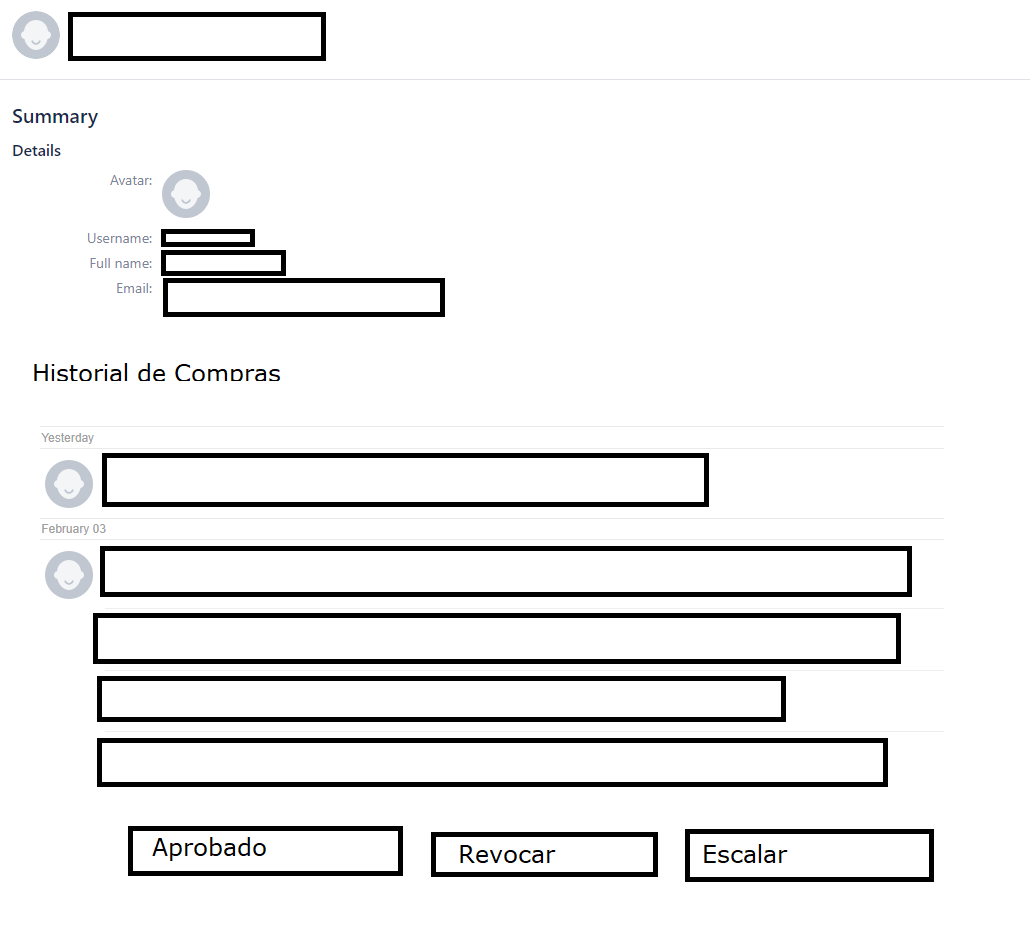 Summary
Details
Avatar:
Username:
Full name:
Email:
Historial de Compras
Yesterday
February 03
Aprobado
Revocar
Escalar